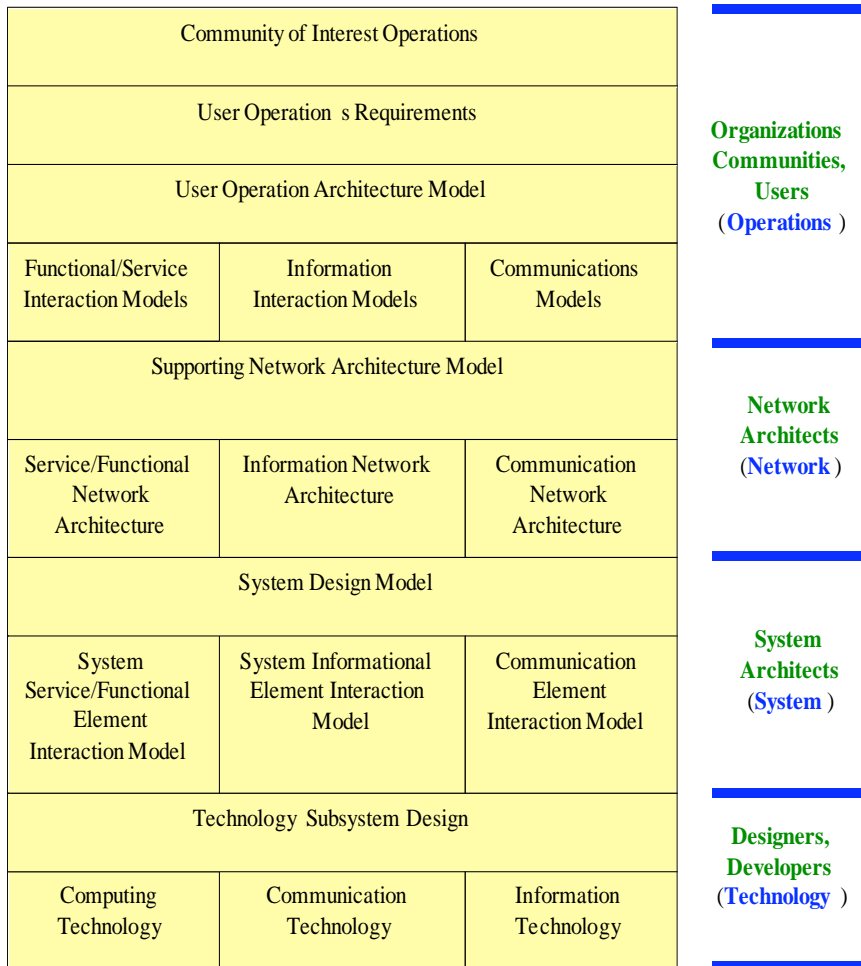 Community of Interest Operations
User Operation s Requirements
User Operation Architecture Model
Functional/Service
Interaction Models
Information
Interaction Models
Communications
Models
Organizations
Communities,
Users
(Operations )
Supporting Network Architecture Model
Service/Functional
Network
Architecture
Information Network
Architecture
Communication
Network
Architecture
Network
Architects
(Network )
System Design Model
System
Service/Functional
Element
Interaction Model
System Informational
Element Interaction
Model
Communication
Element
Interaction Model
System
Architects
(System )
Technology Subsystem Design
Computing
Technology
Communication
Technology
Information
Technology
Designers,
Developers
(Technology )